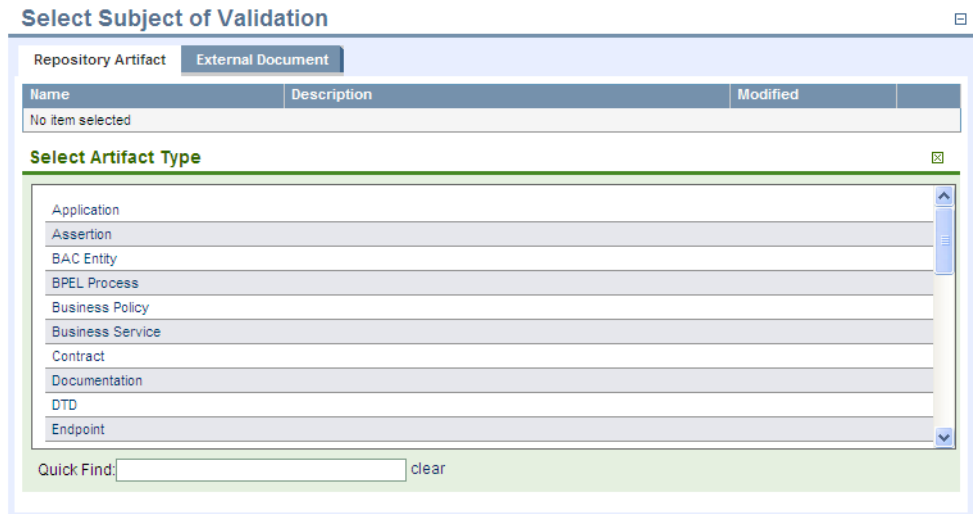 Select Subject of Validation
Repository Artifact External Document
Name Description Modified
No item selected
Select Artifact Type
Application
Assertion
BAC Entity
BPEL Process
Business Policy
Business Service
Contract
Documentation
DTD
Endpoint
Quick Find: clear